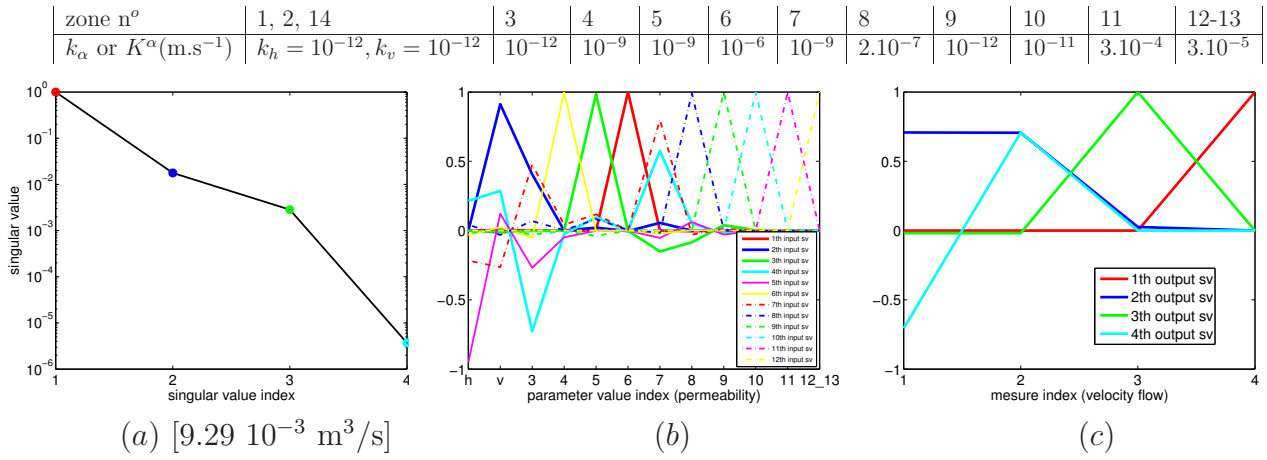 zone nº 1, 2, 14 3 4 5 6 7 8 9 10 11 12-13
k_α or K^α(m.s⁻¹) k_h = 10⁻¹², k_v = 10⁻¹² 10⁻¹² 10⁻⁹ 10⁻⁹ 10⁻⁶ 10⁻⁹ 2.10⁻⁷ 10⁻¹² 10⁻¹¹ 3.10⁻⁴ 3.10⁻⁵
singular value
10⁰
10⁻¹
10⁻²
10⁻³
10⁻⁴
10⁻⁵
10⁻⁶
1 2 3 4
singular value index
(a) [9.29 10⁻³ m³/s]
1
0.5
0
−0.5
−1
1th input sv
2th input sv
3th input sv
4th input sv
5th input sv
6th input sv
7th input sv
8th input sv
9th input sv
10th input sv
11th input sv
12th input sv
h v 3 4 5 6 7 8 9 10 11 12_13
parameter value index (permeability)
(b)
1
0.5
0
−0.5
−1
1th output sv
2th output sv
3th output sv
4th output sv
1 2 3 4
mesure index (velocity flow)
(c)